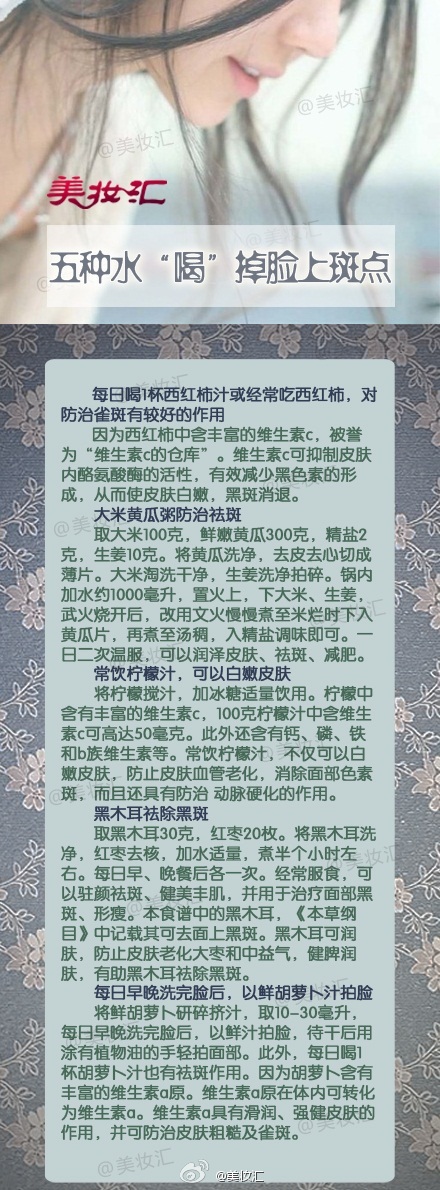 @美妆汇
@美妆汇
美妆汇
五种水“喝”掉脸上斑点
每日喝1杯西红柿汁或经常吃西红柿，对
防治雀斑有较好的作用
因为西红柿中含丰富的维生素c，被誉
为“维生素c的仓库”。维生素c可抑制皮肤
内酪氨酸酶的活性，有效减少黑色素的形
成，从而使皮肤白嫩，黑斑消退。
大米黄瓜粥防治祛斑
取大米100克，鲜嫩黄瓜300克，精盐2
克，生姜10克。将黄瓜洗净，去皮去心切成
薄片。大米淘洗干净，生姜洗净拍碎。锅内
加水约1000毫升，置火上，下大米、生姜，
武火烧开后，改用文火慢慢煮至米烂时下入
黄瓜片，再煮至汤稠，入精盐调味即可。一
日二次温服，可以润泽皮肤、祛斑、减肥。
常饮柠檬汁，可以白嫩皮肤
将柠檬搅汁，加冰糖适量饮用。柠檬中
含有丰富的维生素c，100克柠檬汁中含维生
素c可高达50毫克。此外还含有钙、磷、铁
和b族维生素等。常饮柠檬汁，不仅可以白
嫩皮肤，防止皮肤血管老化，消除面部色素
斑，而且还具有防治 动脉硬化的作用。
黑木耳祛除黑斑
取黑木耳30克，红枣20枚。将黑木耳洗
净，红枣去核，加水适量，煮半个小时左
右。每日早、晚餐后各一次。经常服食，可
以驻颜祛斑、健美丰肌，并用于治疗面部黑
斑、形瘦。本食谱中的黑木耳，《本草纲
目》中记载其可去面上黑斑。黑木耳可润
肤，防止皮肤老化大枣和中益气，健脾润
肤，有助黑木耳祛除黑斑。
每日早晚洗完脸后，以鲜胡萝卜汁拍脸
将鲜胡萝卜研碎挤汁，取10-30毫升，
每日早晚洗完脸后，以鲜汁拍脸，待干后用
涂有植物油的手轻拍面部。此外，每日喝1
杯胡萝卜汁也有祛斑作用。因为胡萝卜含有
丰富的维生素a原。维生素a原在体内可转化
为维生素a。维生素a具有滑润、强健皮肤的
作用，并可防治皮肤粗糙及雀斑。
@美妆汇
@美妆汇